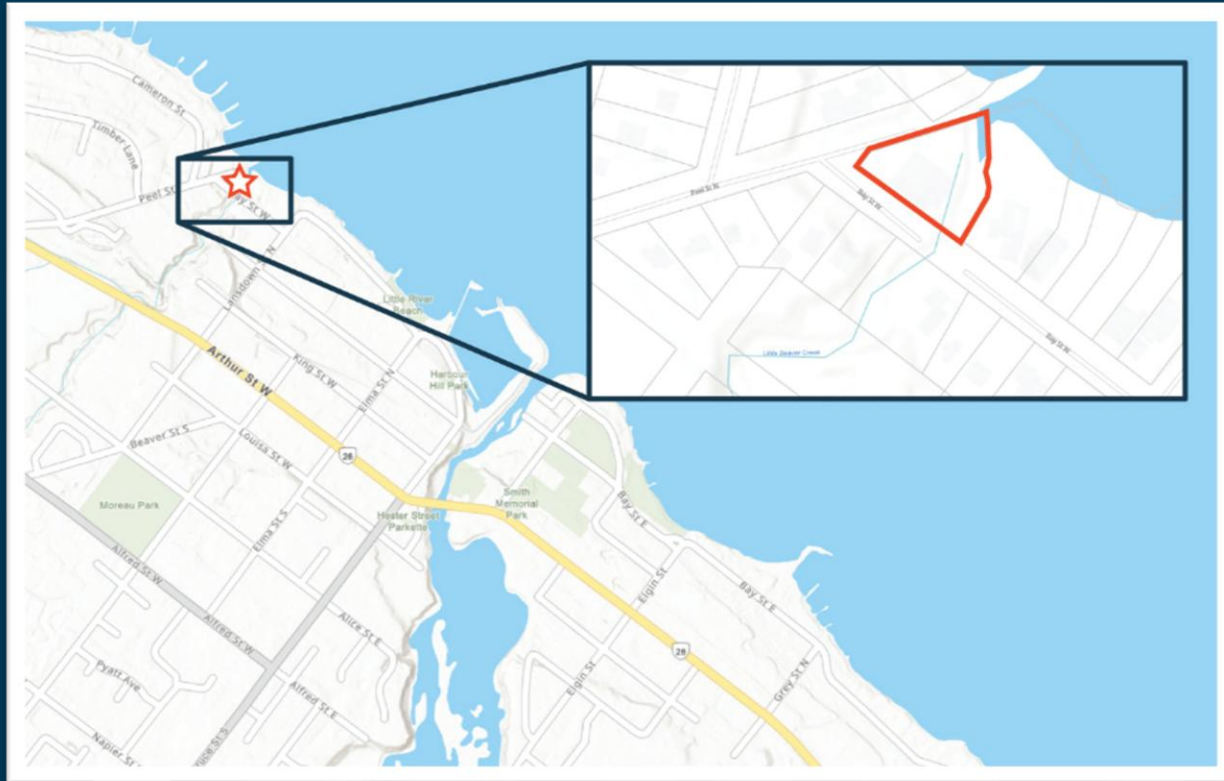 Cameron St
Timber Lane
Peel St
ay St W
Lansdown St N
Little River
Beach
King St W
Arthur St W
Elma St N
Harbour
Hill Park
Beaver St S
Louisa St W
26
Moreau Park
Elma St S
Hester Street
Parkette
Smith
Memorial
Park
Bay St E
Alfred St W
Elgin St
Bay St E
Alfred St W
Alice St E
26
Pyatt Ave
Elgin St
Grey St N
Alfred St E
Napier St
Peel St N
Bay St W
Little Beaver Creek
Bay St W